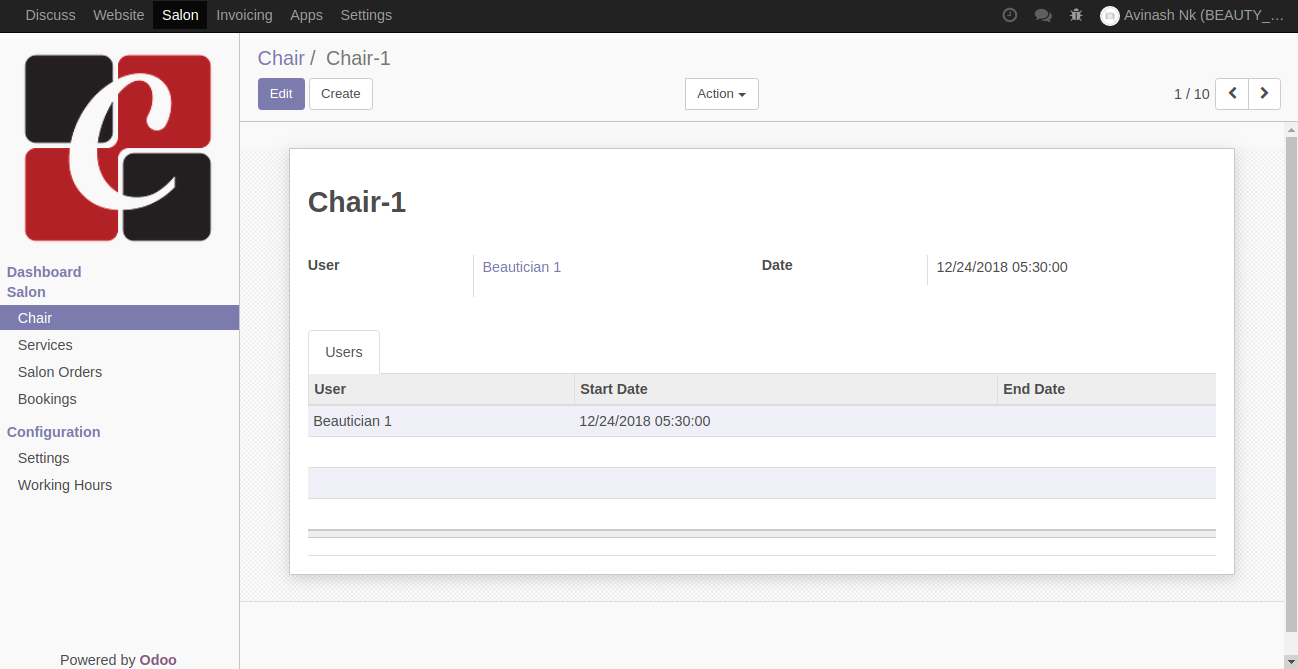 Discuss Website Salon Invoicing Apps Settings Avinash Nk (BEAUTY_...
Chair / Chair-1
Edit Create Action 1 / 10
C
Dashboard
Salon
Chair
Services
Salon Orders
Bookings
Configuration
Settings
Working Hours
Powered by Odoo
Chair-1
User Beautician 1 Date 12/24/2018 05:30:00
Users
User Start Date End Date
Beautician 1 12/24/2018 05:30:00